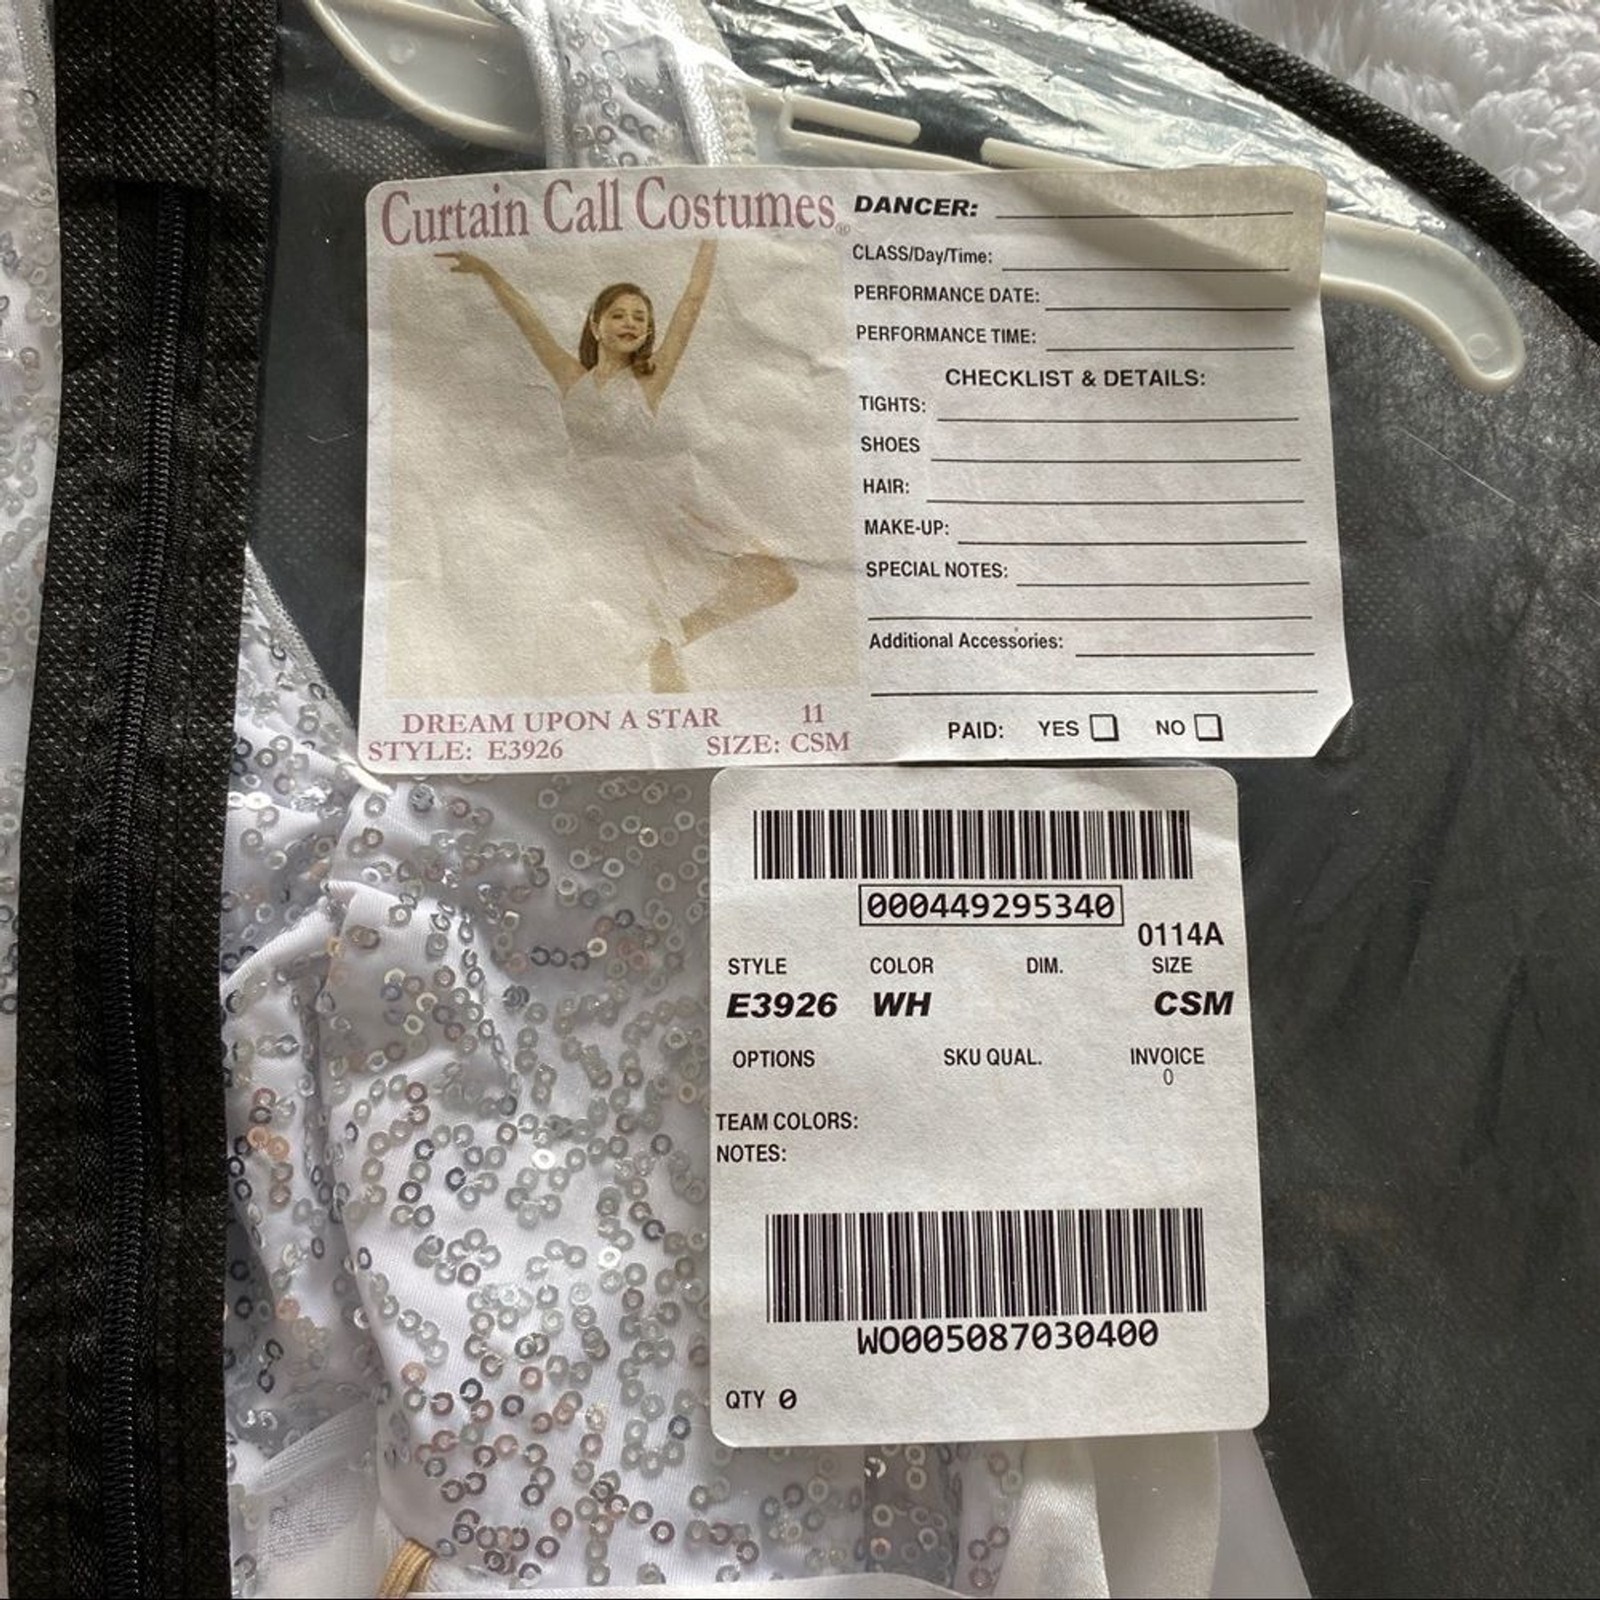 Curtain Call Costumes®
DANCER:
CLASS/Day/Time:
PERFORMANCE DATE:
PERFORMANCE TIME:
CHECKLIST & DETAILS:
TIGHTS:
SHOES
HAIR:
MAKE-UP:
SPECIAL NOTES:
Additional Accessories:
PAID: YES NO
DREAM UPON A STAR 11
STYLE: E3926 SIZE: CSM
000449295340
0114A
STYLE COLOR DIM. SIZE
E3926 WH CSM
OPTIONS SKU QUAL. INVOICE
0
TEAM COLORS:
NOTES:
WO005087030400
QTY 0